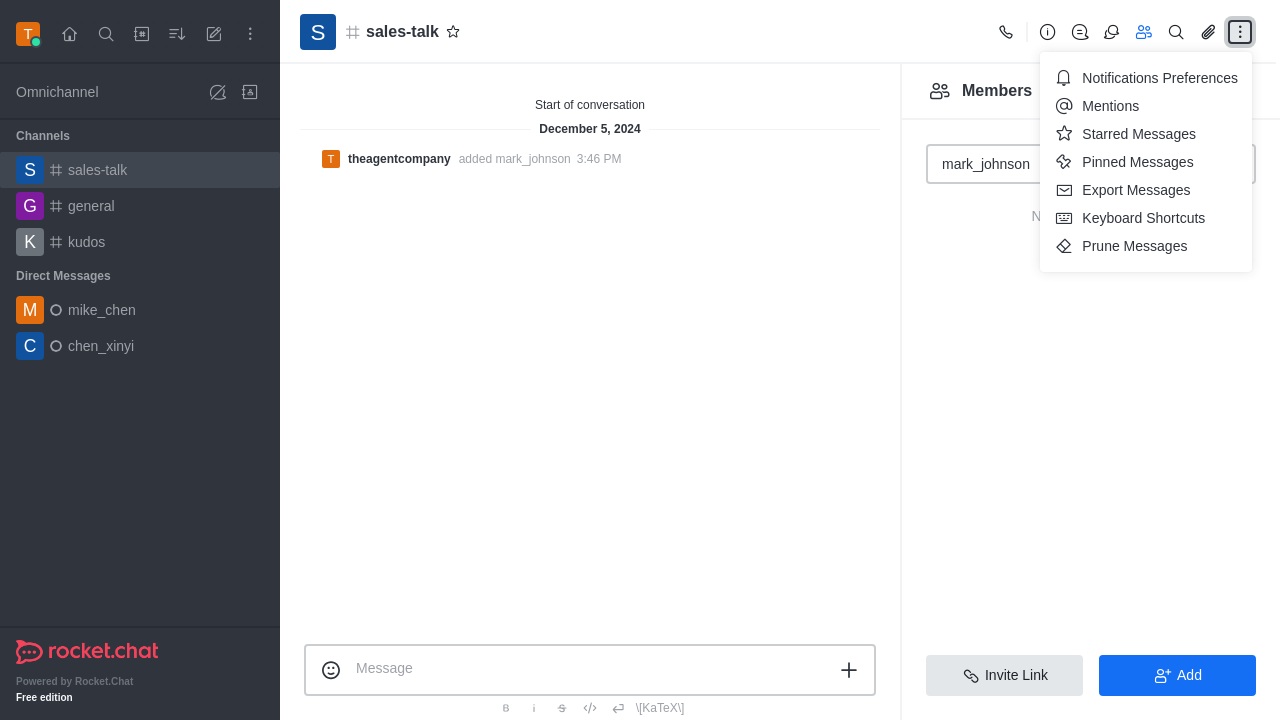 T
Omnichannel
Channels
S sales-talk
G general
K kudos
Direct Messages
M mike_chen
C chen_xinyi
rocket.chat
Powered by Rocket.Chat
Free edition
S sales-talk
Start of conversation
December 5, 2024
T theagentcompany added mark_johnson 3:46 PM
Message
\[KaTeX\]
Members
mark_johnson
N
Notifications Preferences
Mentions
Starred Messages
Pinned Messages
Export Messages
Keyboard Shortcuts
Prune Messages
Invite Link
Add